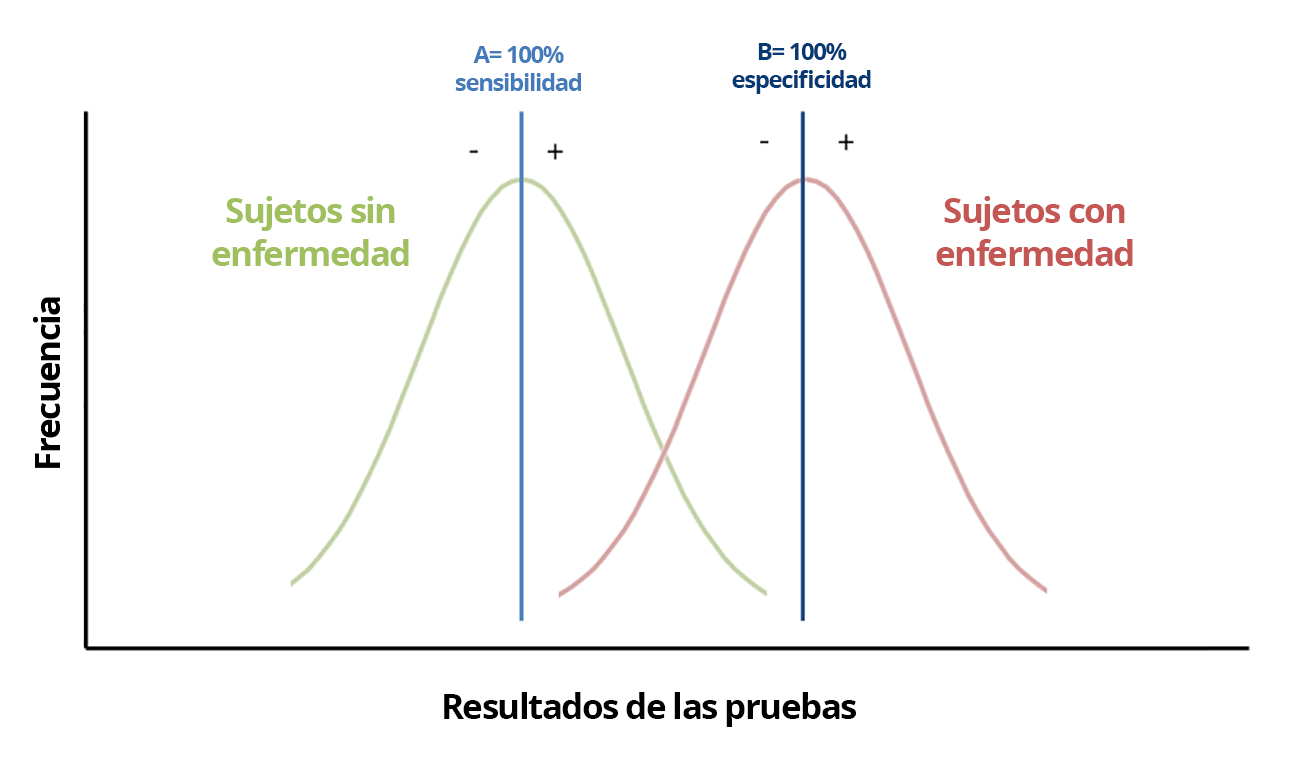 A= 100%
sensibilidad
B= 100%
especificidad
- +
- +
Sujetos sin
enfermedad
Sujetos con
enfermedad
Frecuencia
Resultados de las pruebas